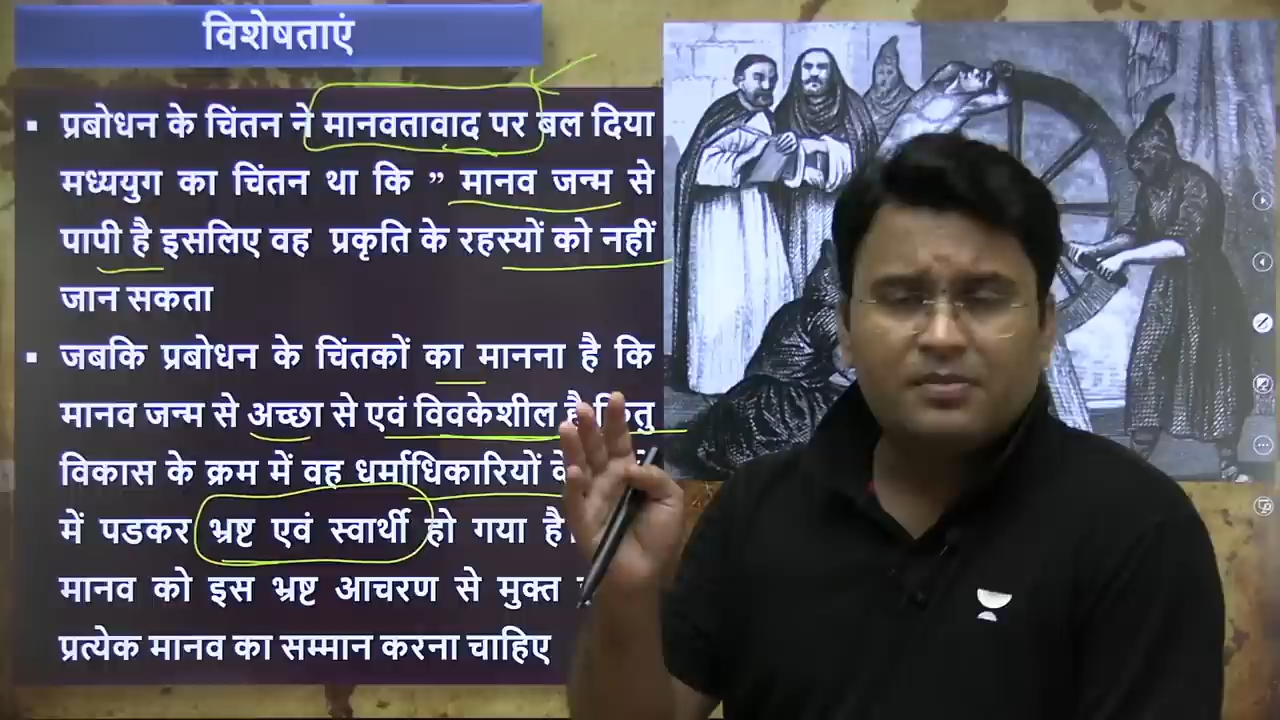 विशेषताएं
▪ प्रबोधन के चिंतन ने मानवतावाद पर बल दिया
मध्ययुग का चिंतन था कि ” मानव जन्म से
पापी है इसलिए वह प्रकृति के रहस्यों को नहीं
जान सकता
▪ जबकि प्रबोधन के चिंतकों का मानना है कि
मानव जन्म से अच्छा से एवं विवकेशील है किंतु
विकास के क्रम में वह धर्माधिकारियों
में पडकर भ्रष्ट एवं स्वार्थी हो गया है।
मानव को इस भ्रष्ट आचरण से मुक्त
प्रत्येक मानव का सम्मान करना चाहिए